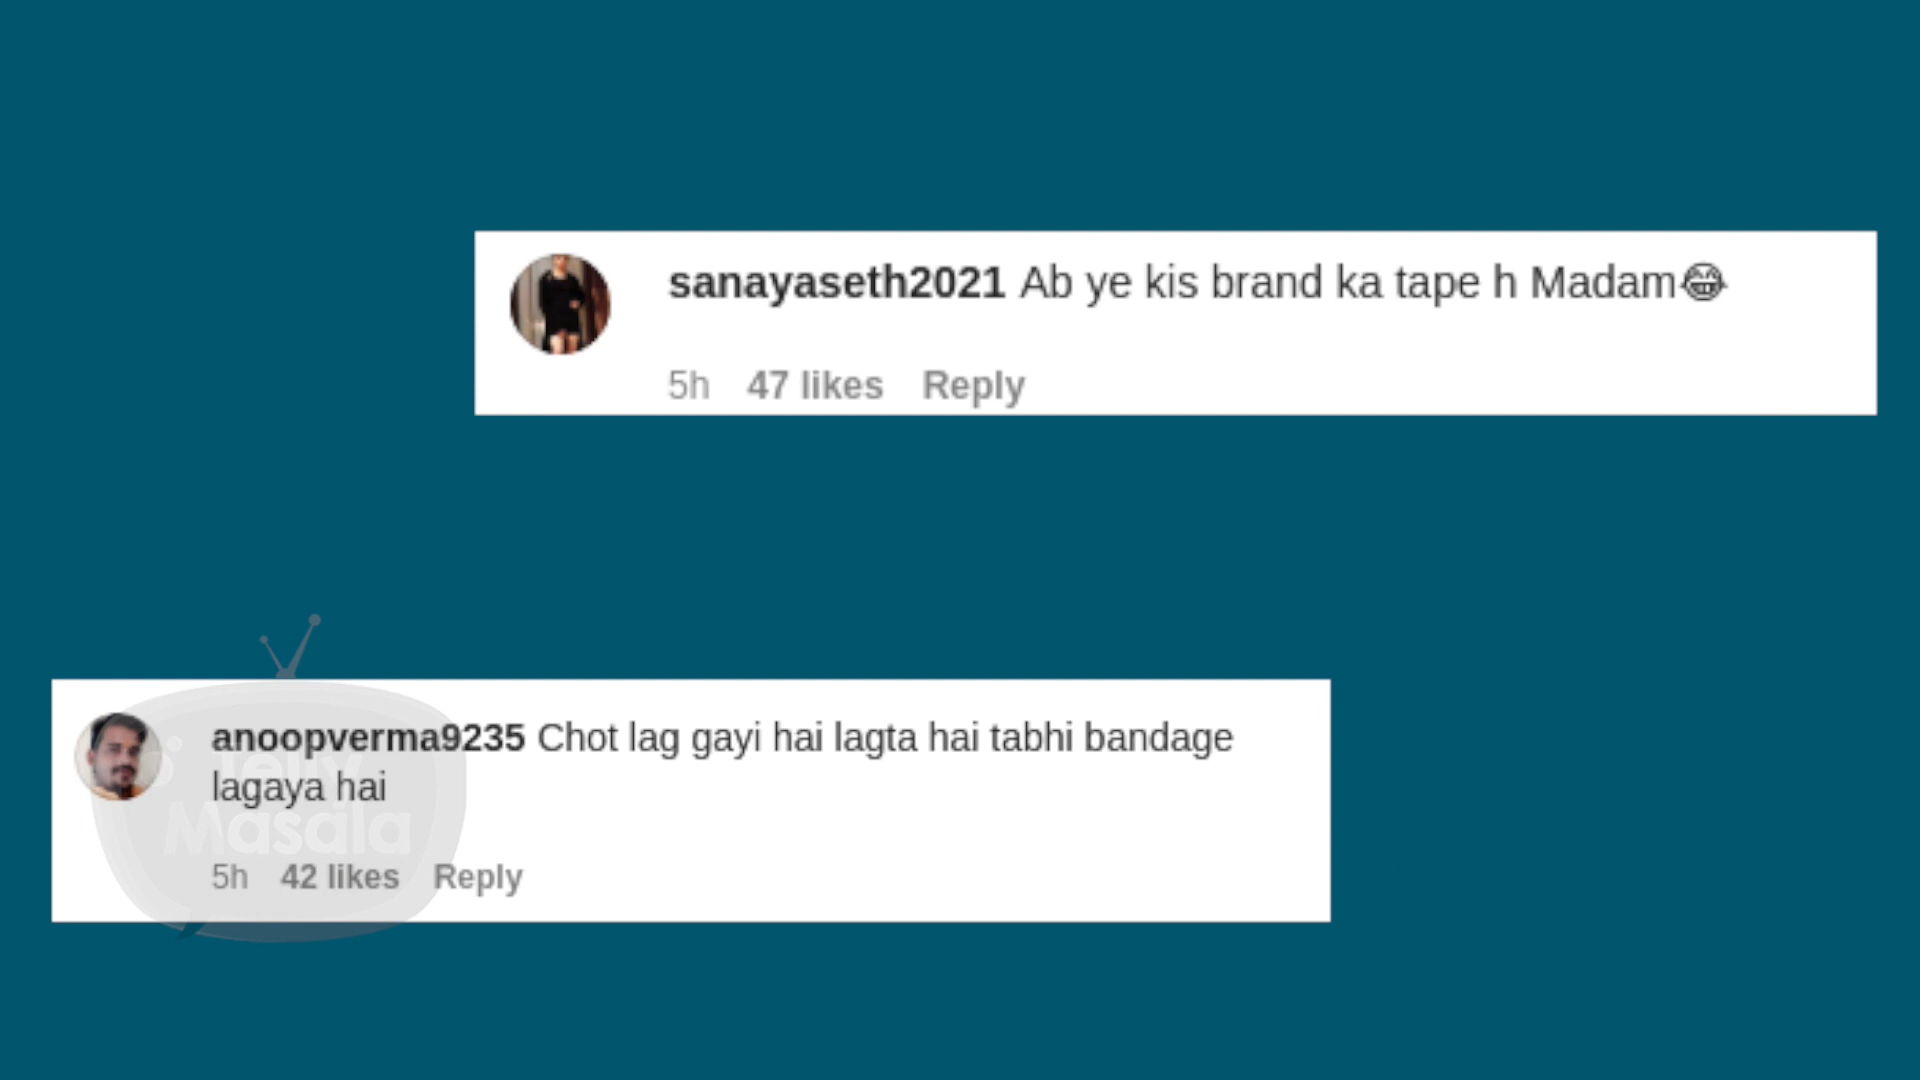 sanayaseth2021 Ab ye kis brand ka tape h Madam😂
5h 47 likes Reply
anoopverma9235 Chot lag gayi hai lagta hai tabhi bandage
lagaya hai
Masala
5h 42 likes Reply